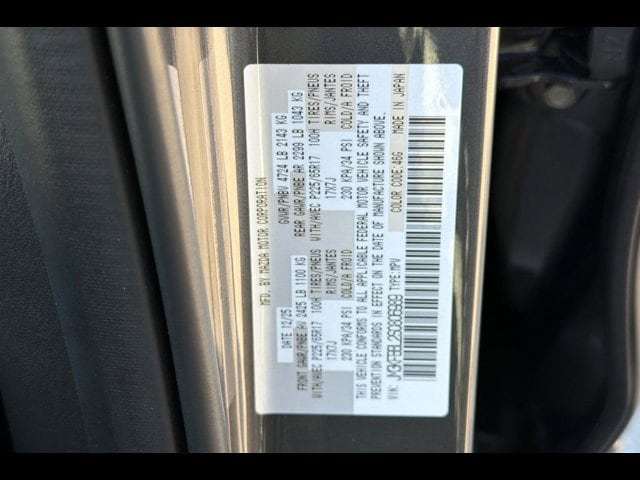 MFD. BY MAZDA MOTOR CORPORATION
DATE 12/25 GVWR/PNBV 4724 LB 2143 KG
FRONT GAWR/PNBE AV 2425 LB 1100 KG REAR GAWR/PNBE AR 2299 LB 1043 KG
WITH/AVEC P225/65R17 100H TIRES/PNEUS WITH/AVEC P225/65R17 100H TIRES/PNEUS
17X7J RIMS/JANTES 17X7J RIMS/JANTES
230 KPA/34 PSI COLD/A FROID 230 KPA/34 PSI COLD/A FROID
THIS VEHICLE CONFORMS TO ALL APPLICABLE FEDERAL MOTOR VEHICLE SAFETY AND THEFT
PREVENTION STANDARDS IN EFFECT ON THE DATE OF MANUFACTURE SHOWN ABOVE.
VIN: TYPE:MPV COLOR CODE:46G MADE IN JAPAN